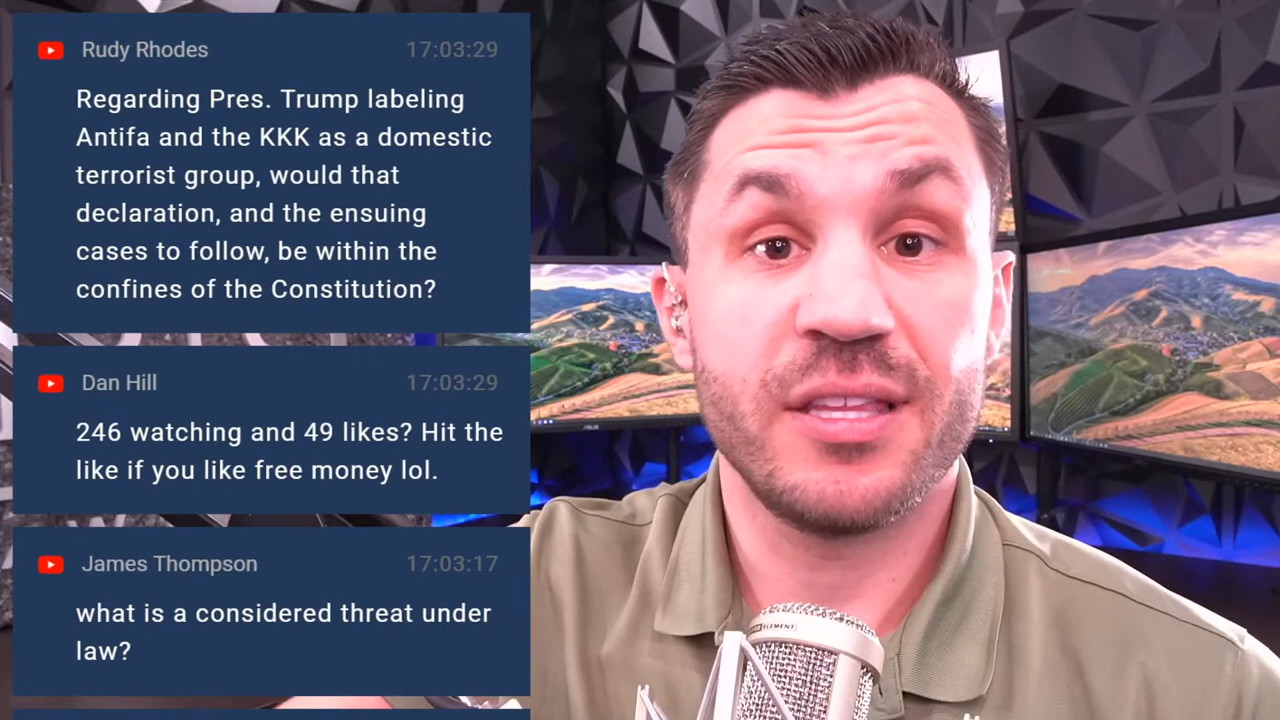 Rudy Rhodes 17:03:29
Regarding Pres. Trump labeling
Antifa and the KKK as a domestic
terrorist group, would that
declaration, and the ensuing
cases to follow, be within the
confines of the Constitution?
Dan Hill 17:03:29
246 watching and 49 likes? Hit the
like if you like free money lol.
James Thompson 17:03:17
what is a considered threat under
law?
ELEMENT